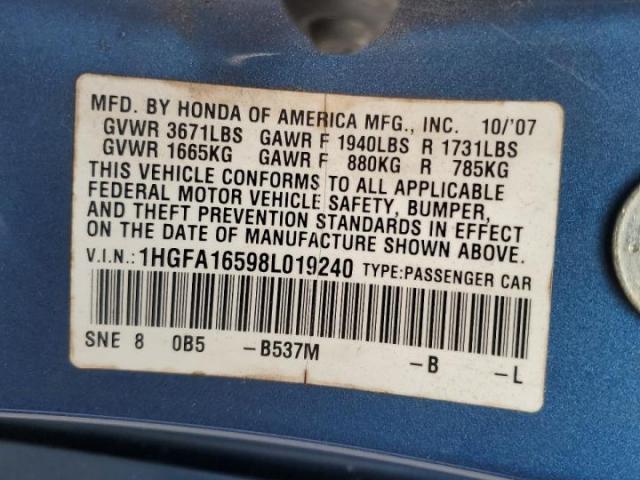 MFD. BY HONDA OF AMERICA MFG., INC. 10/'07
GVWR 3671LBS GAWR F 1940LBS R 1731LBS
GVWR 1665KG GAWR F 880KG R 785KG
THIS VEHICLE CONFORMS TO ALL APPLICABLE
FEDERAL MOTOR VEHICLE SAFETY, BUMPER,
AND THEFT PREVENTION STANDARDS IN EFFECT
ON THE DATE OF MANUFACTURE SHOWN ABOVE.
V.I.N.: 1HGFA16598L019240 TYPE:PASSENGER CAR
SNE 8 0B5 -B537M -B -L